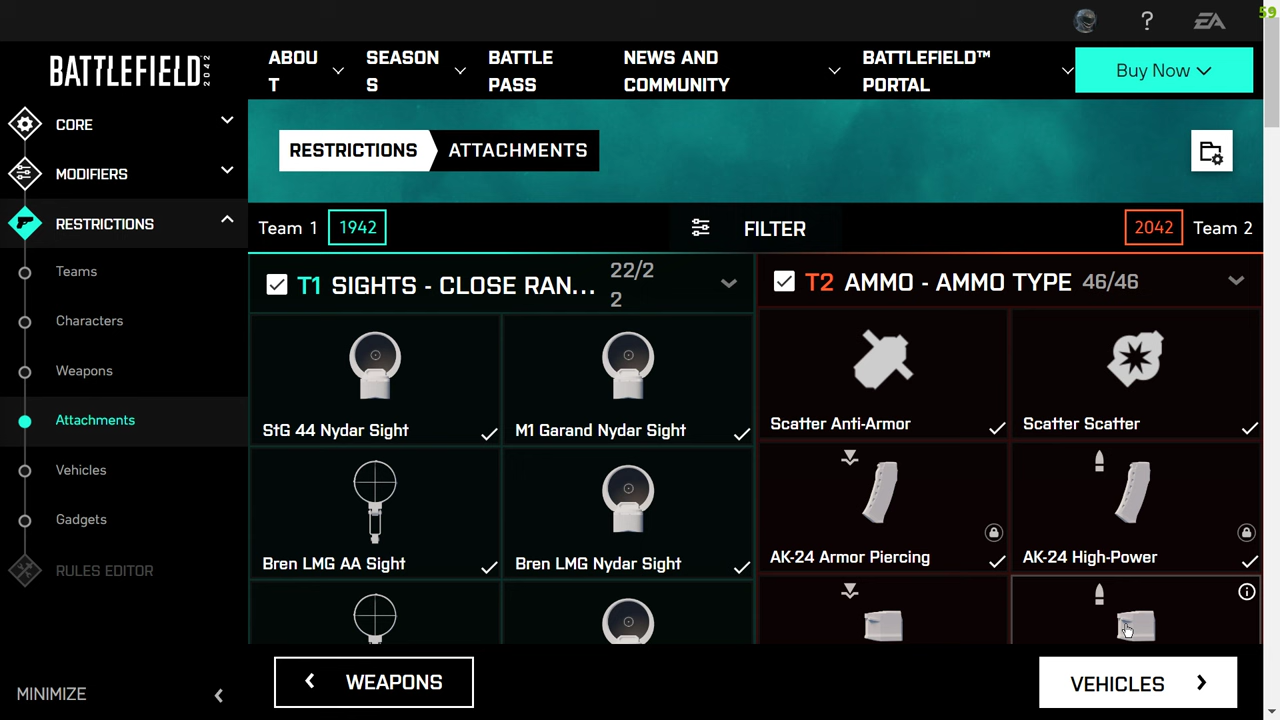 59
? EA
BATTLEFIELD 2042
ABOU
T
SEASON
S
BATTLE
PASS
NEWS AND
COMMUNITY
BATTLEFIELD™
PORTAL
Buy Now
CORE
MODIFIERS
RESTRICTIONS
Teams
Characters
Weapons
Attachments
Vehicles
Gadgets
RULES EDITOR
MINIMIZE
RESTRICTIONS ATTACHMENTS
Team 1 1942
FILTER
2042 Team 2
T1 SIGHTS - CLOSE RAN... 22/2
2
StG 44 Nydar Sight
M1 Garand Nydar Sight
Bren LMG AA Sight
Bren LMG Nydar Sight
T2 AMMO - AMMO TYPE 46/46
Scatter Anti-Armor
Scatter Scatter
AK-24 Armor Piercing
AK-24 High-Power
WEAPONS
VEHICLES